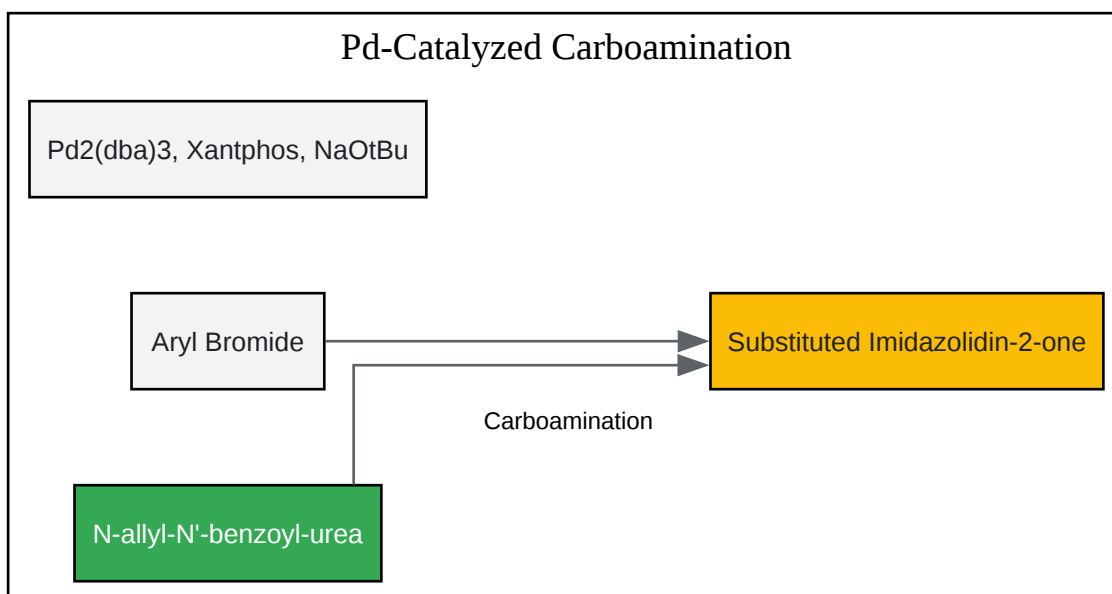 Pd-Catalyzed Carboamination
Pd2(dba)3, Xantphos, NaOtBu
Aryl Bromide
Substituted Imidazolidin-2-one
Carboamination
N-allyl-N'-benzoyl-urea